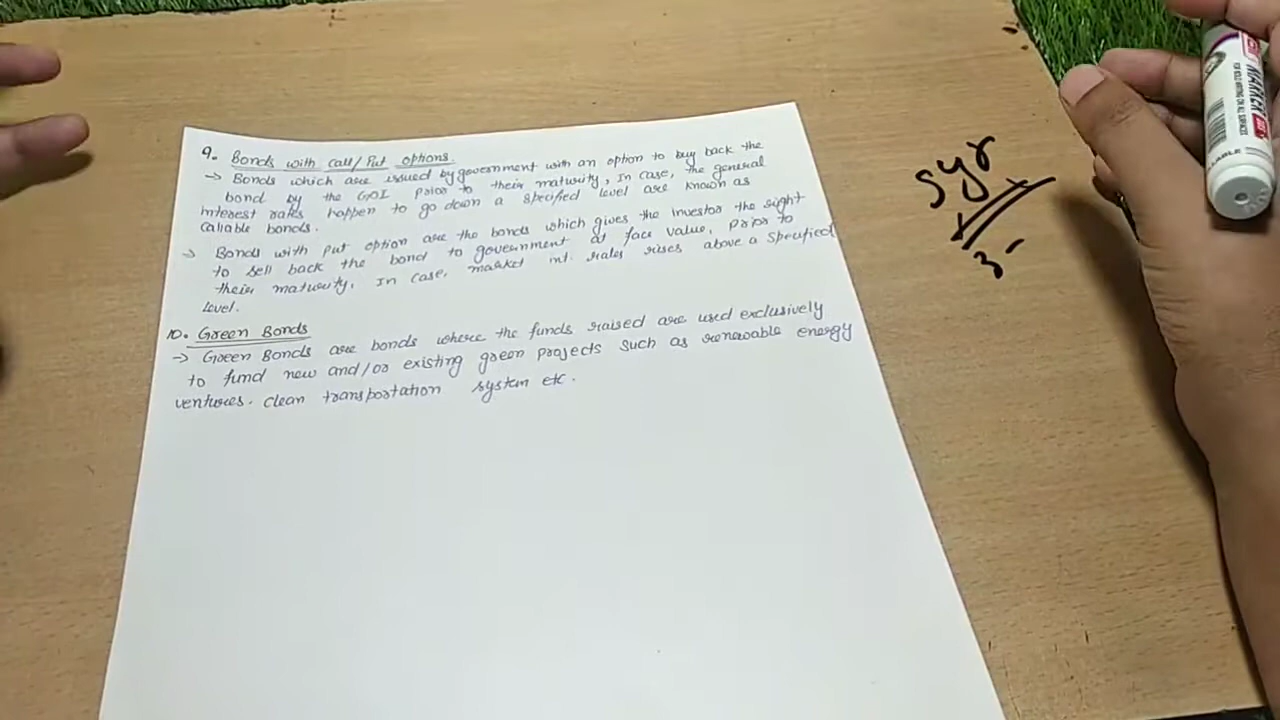 9. Bonds with call/Put options.
→ Bonds which are issued by government with an option to buy back the
bond by the GOI prior to their maturity, In case, the general
interest rates happen to go down a specified level are known as
Callable bonds.
→ Bonds with put option are the bonds which gives the investor the right
to sell back the bond to government at face value, prior to
their maturity, In case, market int. rates rises above a specified
level.
10. Green Bonds
→ Green Bonds are bonds where the funds raised are used exclusively
to fund new and/or existing green projects such as renewable energy
ventures. clean transportation system etc.
5yr
3
MARKER